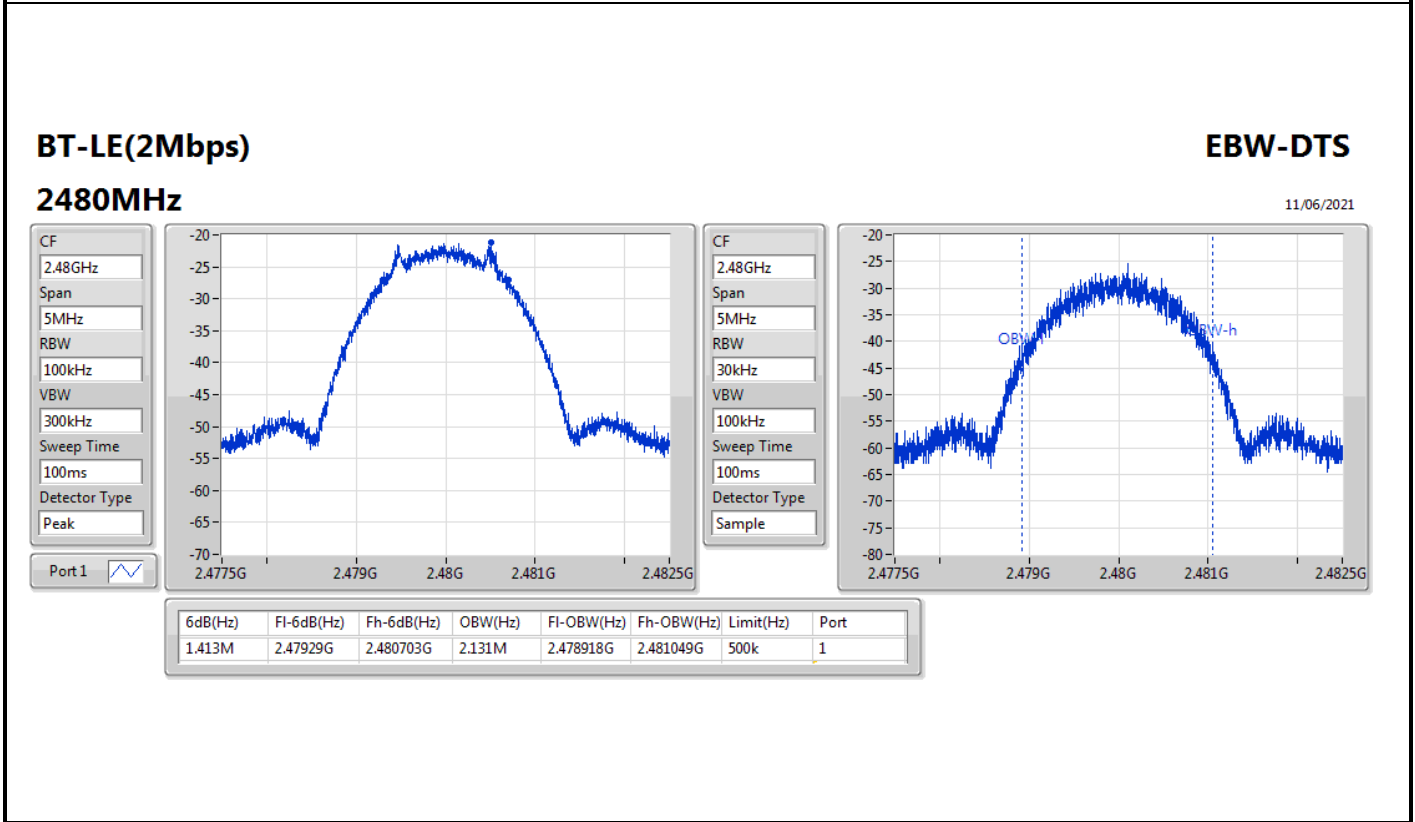 BT-LE(2Mbps)
EBW-DTS
2480MHz
11/06/2021
CF
2.48GHz
Span
5MHz
RBW
100kHz
VBW
300kHz
Sweep Time
100ms
Detector Type
Peak
Port 1
-20
-25
-30
-35
-40
-45
-50
-55
-60
-65
-70
2.4775G 2.479G 2.48G 2.481G 2.4825G
CF
2.48GHz
Span
5MHz
RBW
30kHz
VBW
100kHz
Sweep Time
100ms
Detector Type
Sample
-20
-25
-30
-35
-40
-45
-50
-55
-60
-65
-70
-75
-80
2.4775G 2.479G 2.48G 2.481G 2.4825G
6dB(Hz) Fl-6dB(Hz) Fh-6dB(Hz) OBW(Hz) Fl-OBW(Hz) Fh-OBW(Hz) Limit(Hz) Port
1.413M 2.47929G 2.480703G 2.131M 2.478918G 2.481049G 500k 1